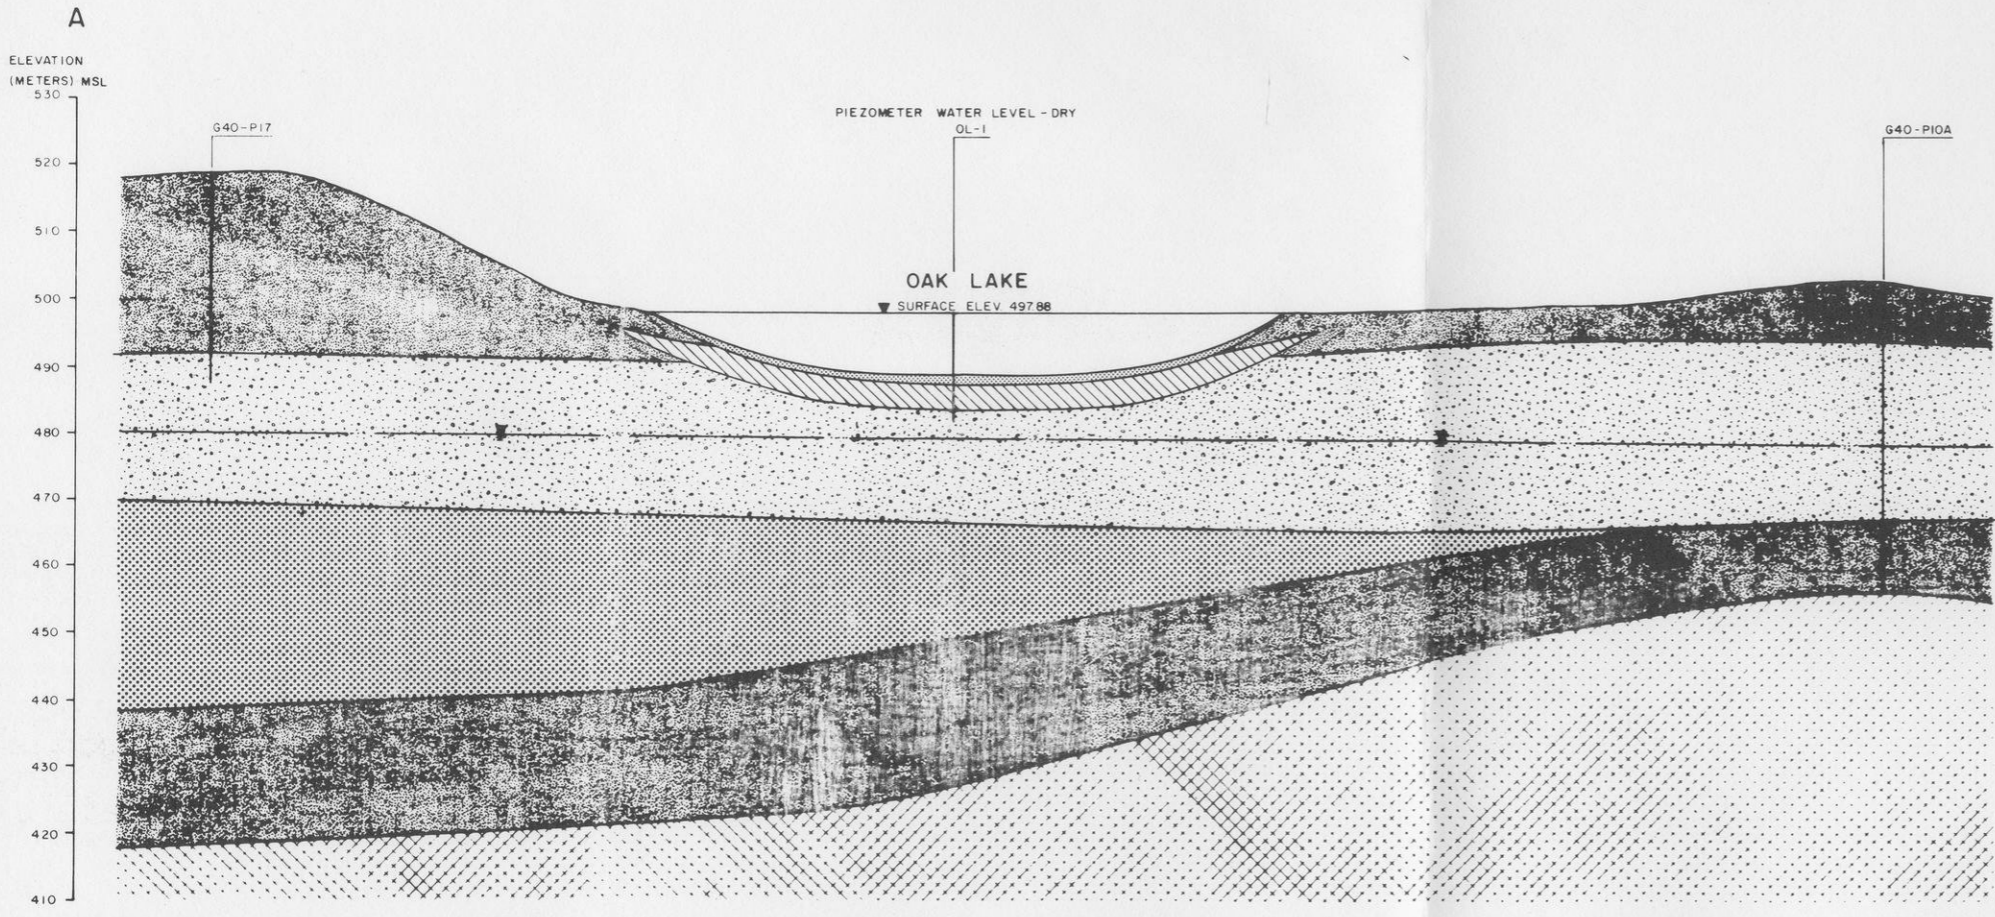 A
ELEVATION
(METERS) MSL
530
G40-P17
PIEZOMETER WATER LEVEL - DRY
OL-1
G40-P10A
520
510
OAK LAKE
500
SURFACE ELEV. 497.88
490
480
470
460
450
440
430
420
410